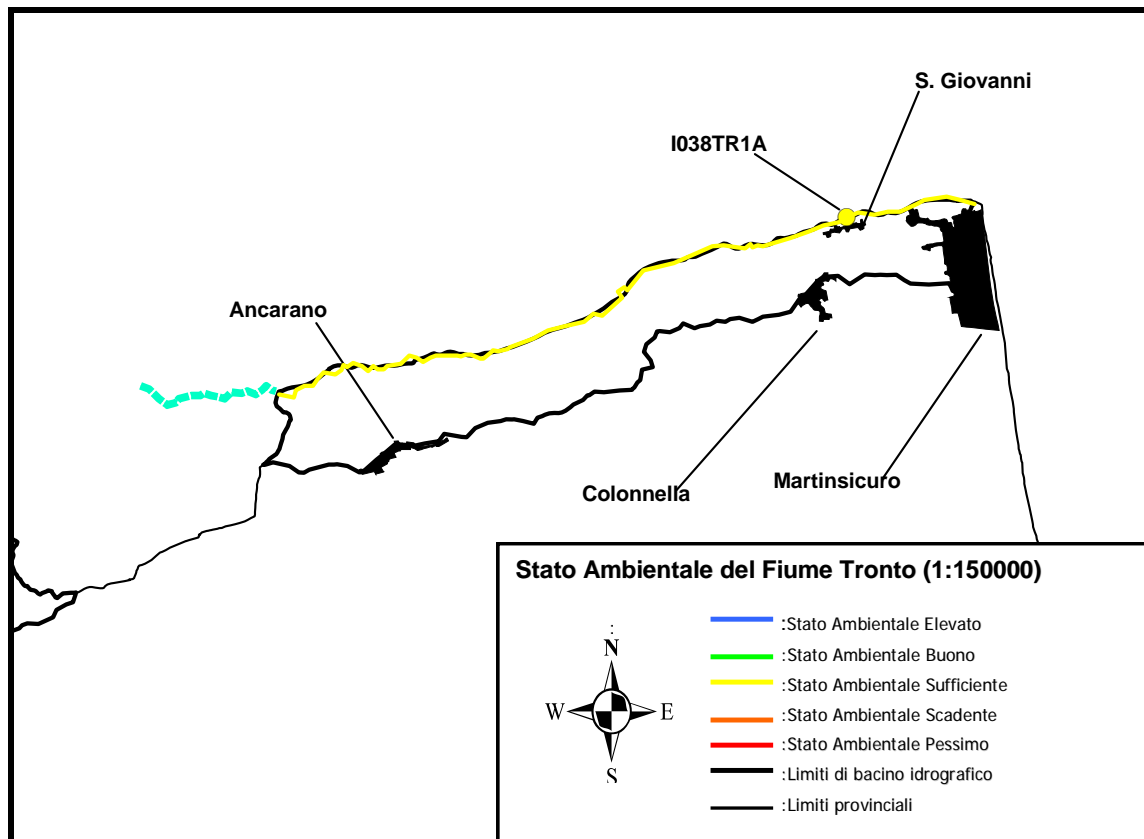 S. Giovanni
I038TR1A
Ancarano
Colonnella
Martinsicuro
Stato Ambientale del Fiume Tronto (1:150000)
:
N
W
E
S
:Stato Ambientale Elevato
:Stato Ambientale Buono
:Stato Ambientale Sufficiente
:Stato Ambientale Scadente
:Stato Ambientale Pessimo
:Limiti di bacino idrografico
:Limiti provinciali